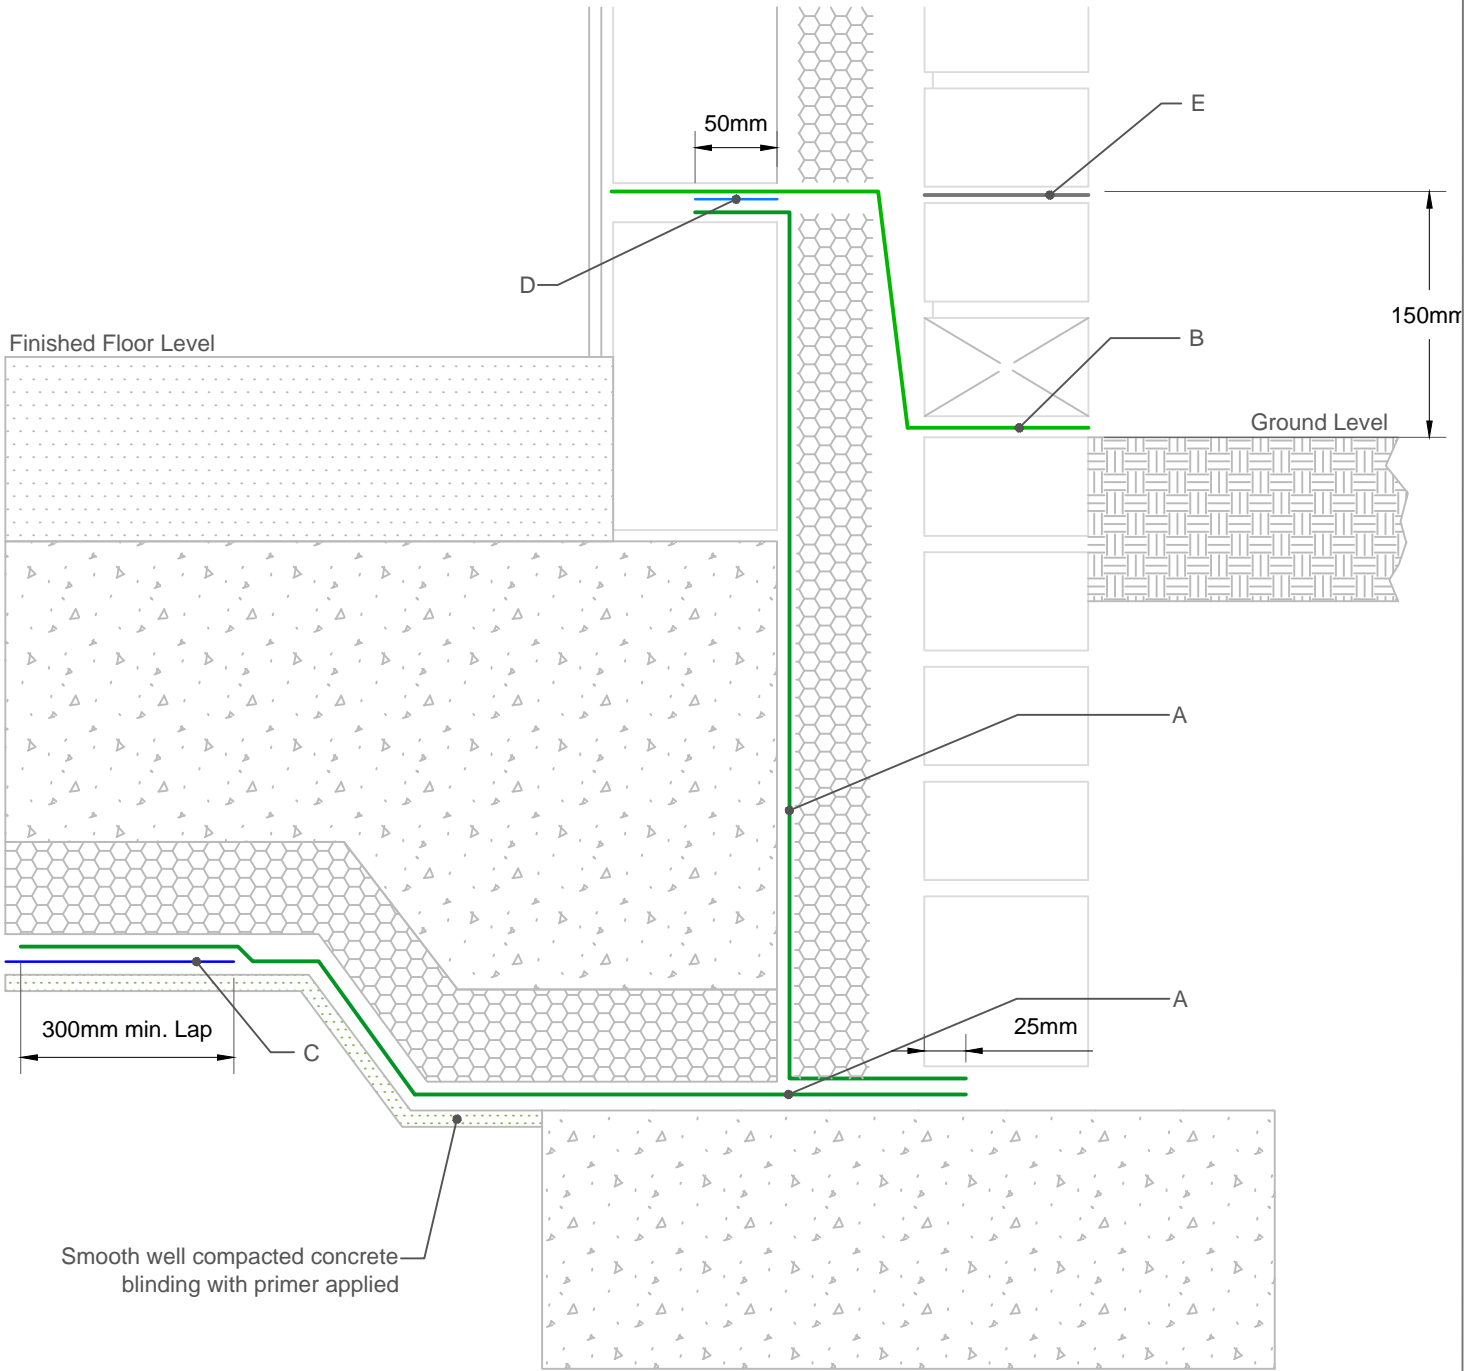 50mm
E
D
150mm
Finished Floor Level
B
Ground Level
A
A
25mm
300mm min. Lap
C
Smooth well compacted concrete
blinding with primer applied